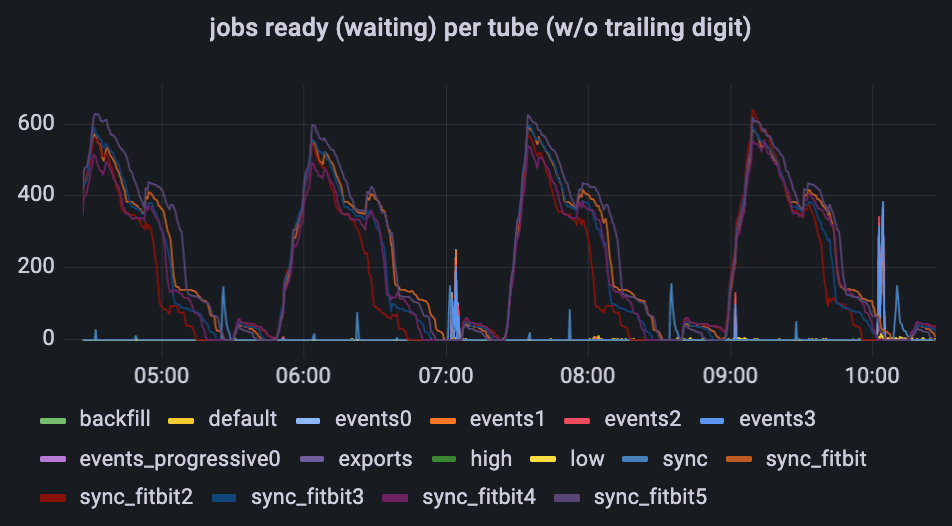 jobs ready (waiting) per tube (w/o trailing digit)
600
400
200
0
05:00 06:00 07:00 08:00 09:00 10:00
backfill default events0 events1 events2 events3
events_progressive0 exports high low sync sync_fitbit
sync_fitbit2 sync_fitbit3 sync_fitbit4 sync_fitbit5